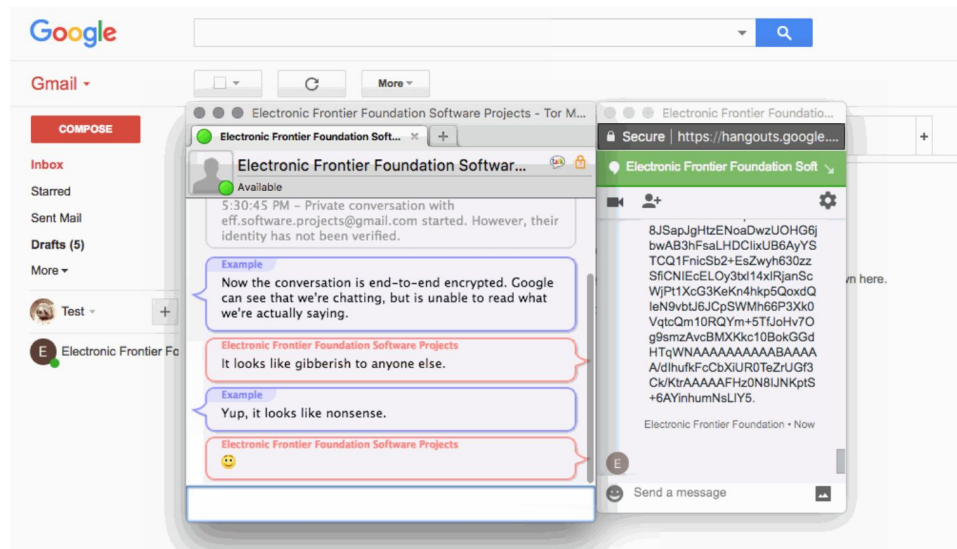 Google
Gmail
More
COMPOSE
Inbox
Starred
Sent Mail
Drafts (5)
More
Test
+
E
Electronic Frontier Fo
Electronic Frontier Foundation Software Projects - Tor M...
Electronic Frontier Foundation Soft... × +
Electronic Frontier Foundation Softwar...
Available
5:30:45 PM – Private conversation with
eff.software.projects@gmail.com started. However, their
identity has not been verified.
Example
Now the conversation is end-to-end encrypted. Google
can see that we're chatting, but is unable to read what
we're actually saying.
Electronic Frontier Foundation Software Projects
It looks like gibberish to anyone else.
Example
Yup, it looks like nonsense.
Electronic Frontier Foundation Software Projects
Electronic Frontier Foundatio...
Secure | https://hangouts.google....
Electronic Frontier Foundation Soft
8JSapJgHtzENoaDwzUOHG6j
bwAB3hFsaLHDClixUB6AyYS
TCQ1FnicSb2+EsZwyh630zz
SfiCNIEcELOy3txl14xlRjanSc
WjPt1XcG3KeKn4hkp5QoxdQ
leN9vbtJ6JCpSWMh66P3Xk0
VqtcQm10RQYm+5TfJoHv7O
g9smzAvcBMXKkc10BokGGd
HTqWNAAAAAAAAAABAAAA
A/dIhufkFcCbXiUR0TeZrUGf3
Ck/KtrAAAAAFHz0N8IJNKptS
+6AYinhumNsLIY5.
Electronic Frontier Foundation • Now
E
Send a message
+
wn here.